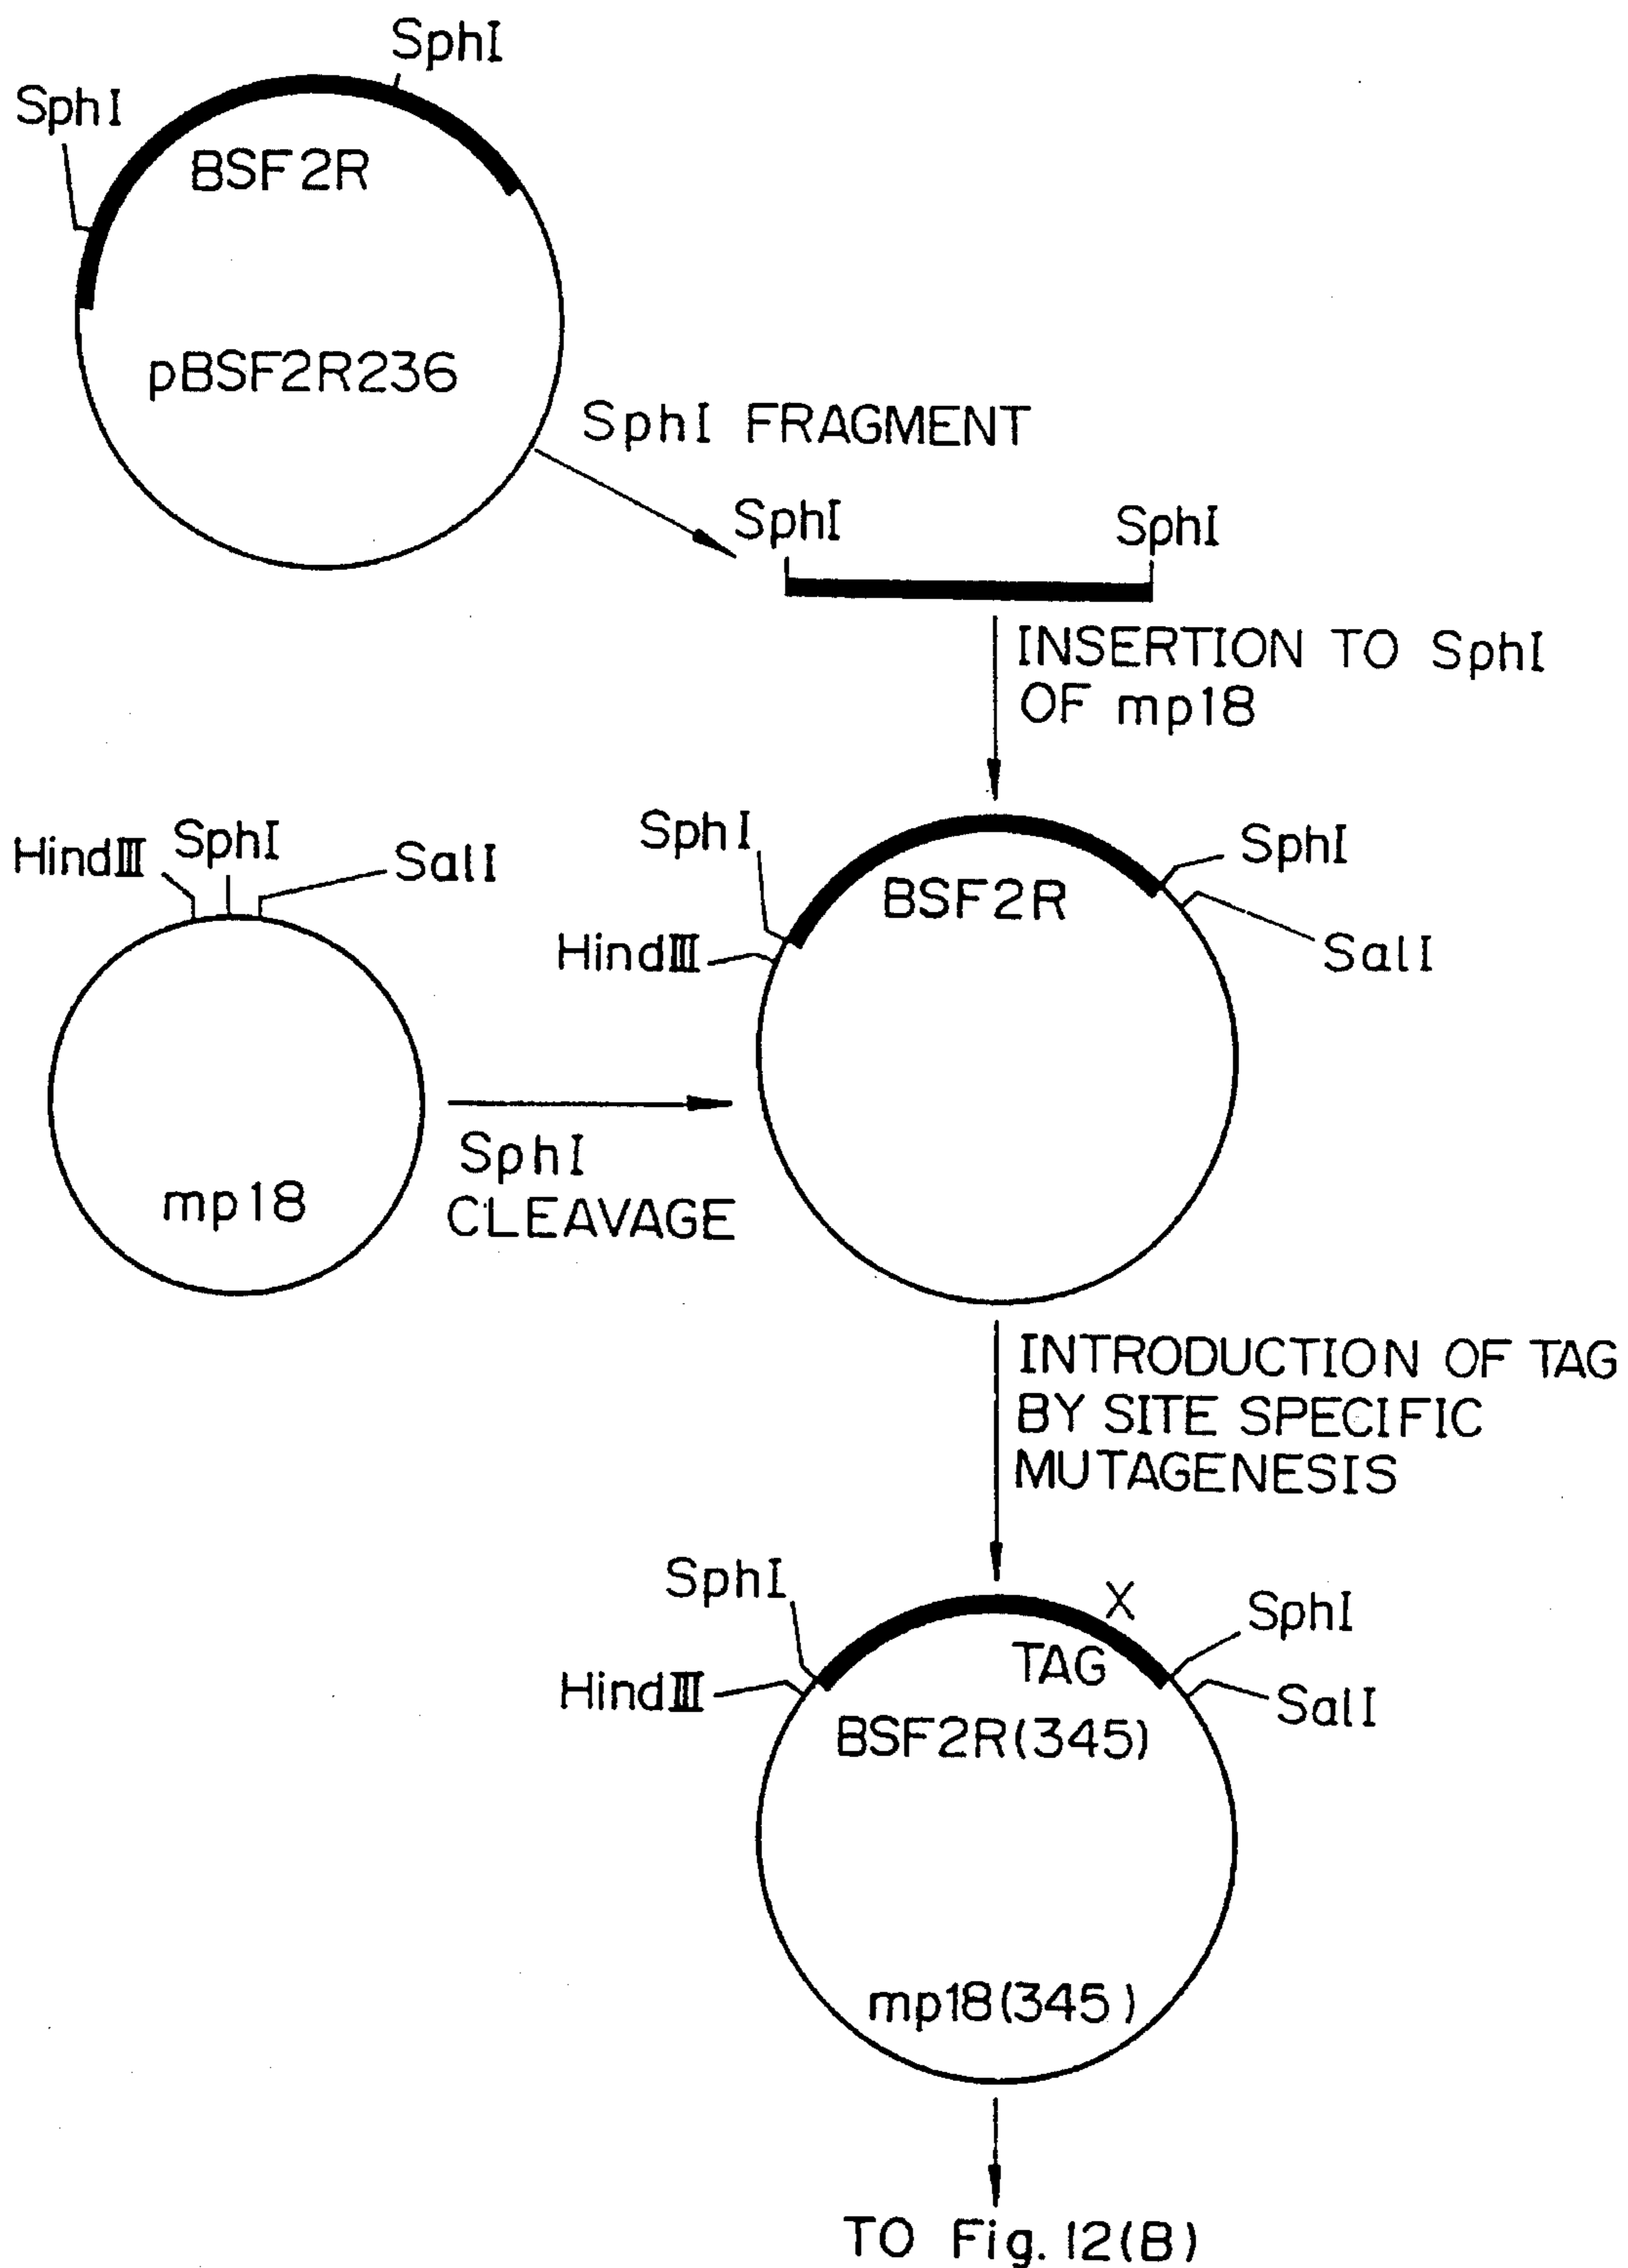 SphI
SphI
BSF2R
pBSF2R236
SphI FRAGMENT
SphI
SphI
INSERTION TO SphI
OF mp18
HindⅢ
SphI
SalI
mp18
SphI
CLEAVAGE
SphI
SphI
BSF2R
HindⅢ
SalI
INTRODUCTION OF TAG
BY SITE SPECIFIC
MUTAGENESIS
SphI
X
SphI
TAG
HindⅢ
SalI
BSF2R(345)
mp18(345)
TO Fig. 12(B)